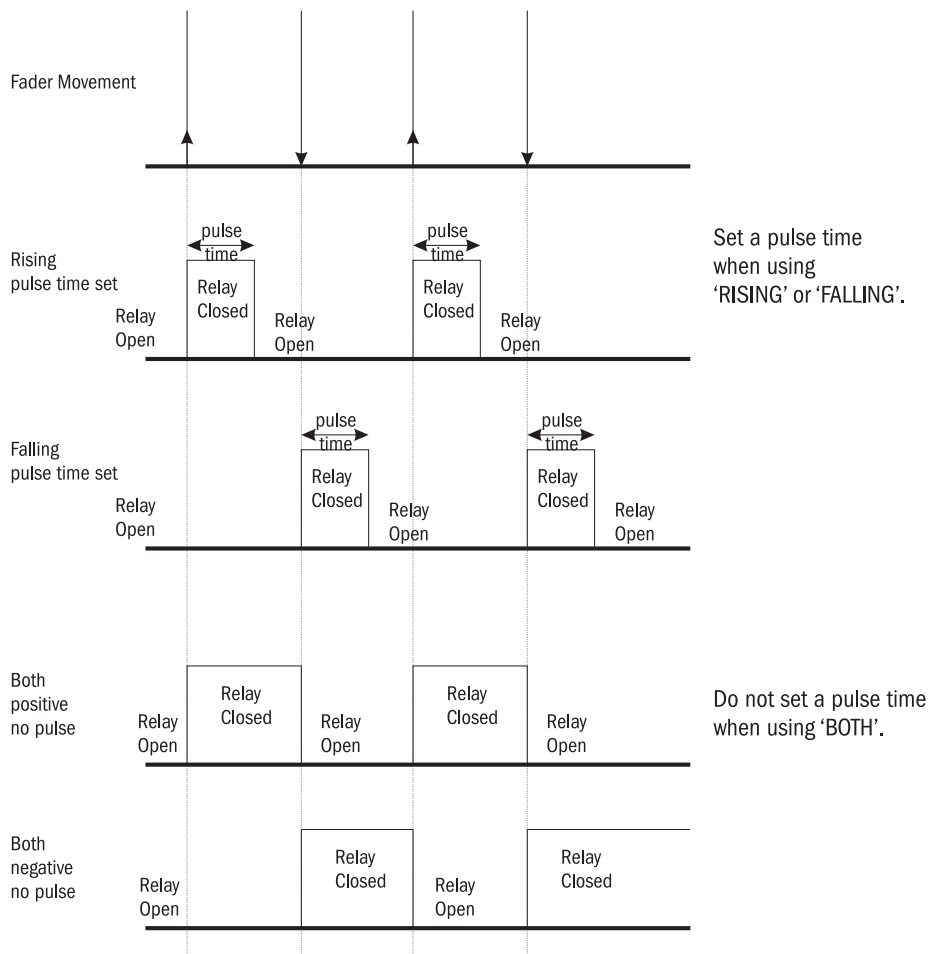 Fader Movement
Rising
pulse time set
pulse
time
pulse
time
Relay
Closed
Relay
Closed
Relay
Open
Relay
Open
Relay
Open
Set a pulse time
when using
‘RISING’ or ‘FALLING’.
Falling
pulse time set
pulse
time
pulse
time
Relay
Closed
Relay
Closed
Relay
Open
Relay
Open
Relay
Open
Both
positive
no pulse
Relay
Open
Relay
Closed
Relay
Open
Relay
Closed
Relay
Open
Do not set a pulse time
when using ‘BOTH’.
Both
negative
no pulse
Relay
Open
Relay
Closed
Relay
Open
Relay
Closed